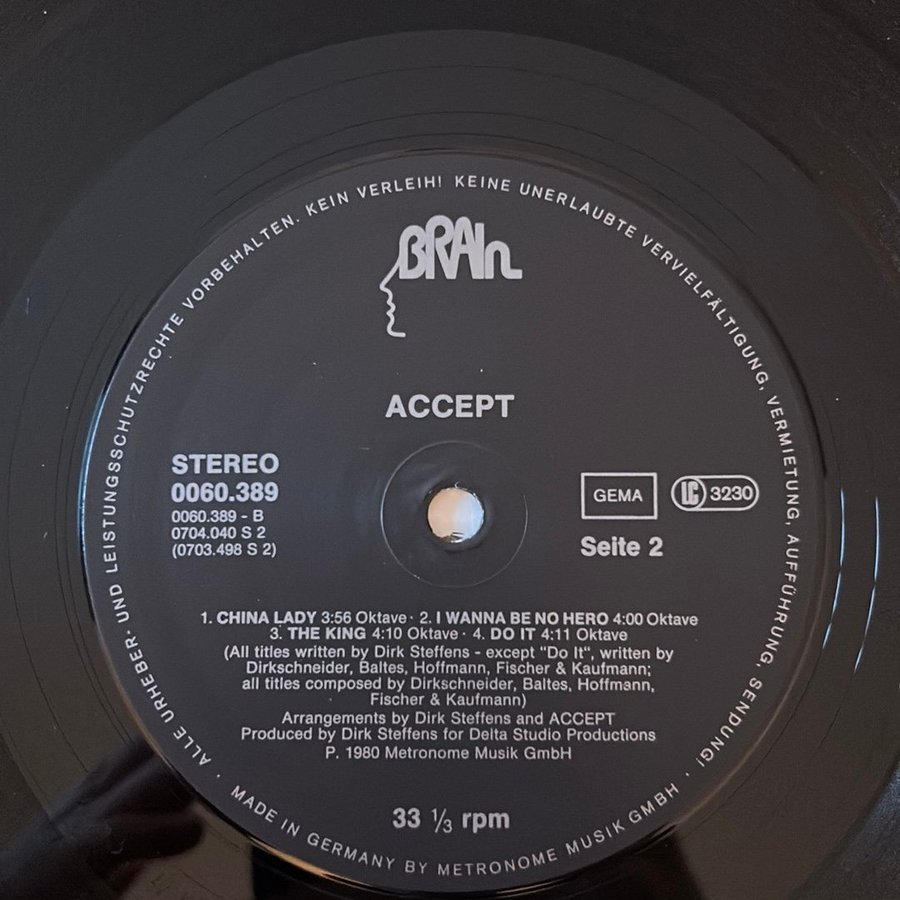 ALLE URHEBER- UND LEISTUNGSSCHUTZRECHTE VORBEHALTEN. KEIN VERLEIH! KEINE UNERLAUBTE VERVIELFÄLTIGUNG, VERMIETUNG, AUFFÜHRUNG, SENDUNG!
BRAIN
ACCEPT
STEREO
0060.389
0060.389 - B
0704.040 S 2
(0703.498 S 2)
GEMA
LC 3230
Seite 2
1. CHINA LADY 3:56 Oktave · 2. I WANNA BE NO HERO 4:00 Oktave
3. THE KING 4:10 Oktave · 4. DO IT 4:11 Oktave
(All titles written by Dirk Steffens - except "Do It", written by
Dirkschneider, Baltes, Hoffmann, Fischer & Kaufmann;
all titles composed by Dirkschneider, Baltes, Hoffmann,
Fischer & Kaufmann)
Arrangements by Dirk Steffens and ACCEPT
Produced by Dirk Steffens for Delta Studio Productions
P. 1980 Metronome Musik GmbH
33 1/3 rpm
· MADE IN GERMANY BY METRONOME MUSIK GMBH ·